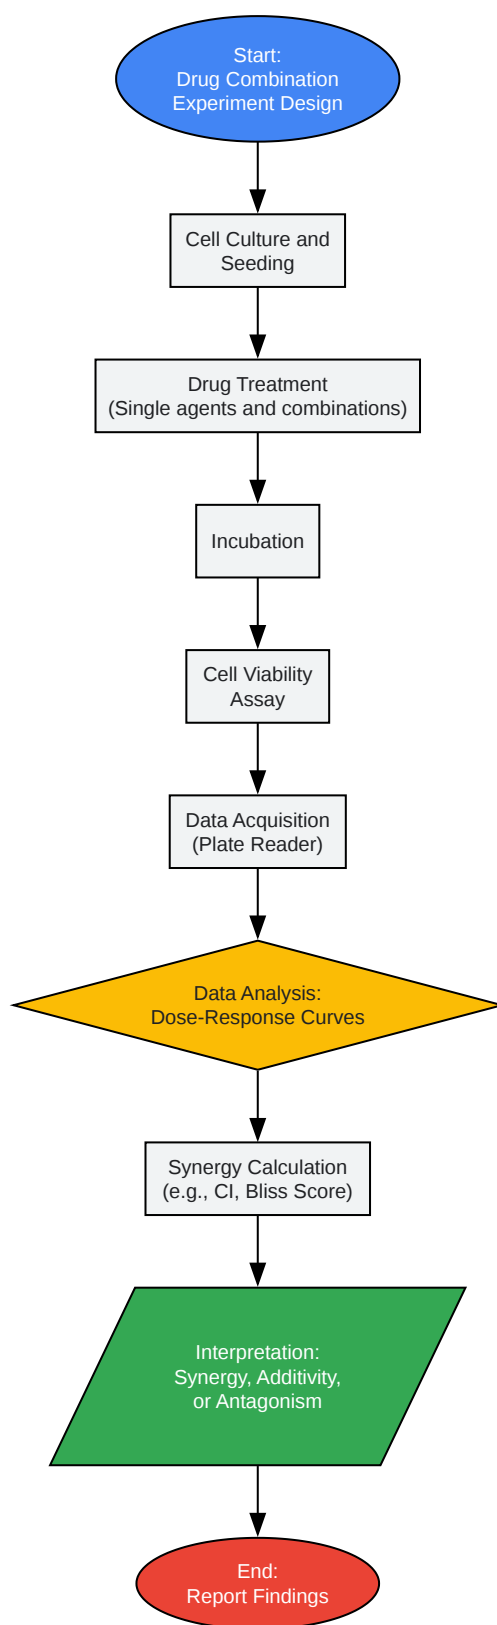 Start:
Drug Combination
Experiment Design
Cell Culture and
Seeding
Drug Treatment
(Single agents and combinations)
Incubation
Cell Viability
Assay
Data Acquisition
(Plate Reader)
Data Analysis:
Dose-Response Curves
Synergy Calculation
(e.g., CI, Bliss Score)
Interpretation:
Synergy, Additivity,
or Antagonism
End:
Report Findings